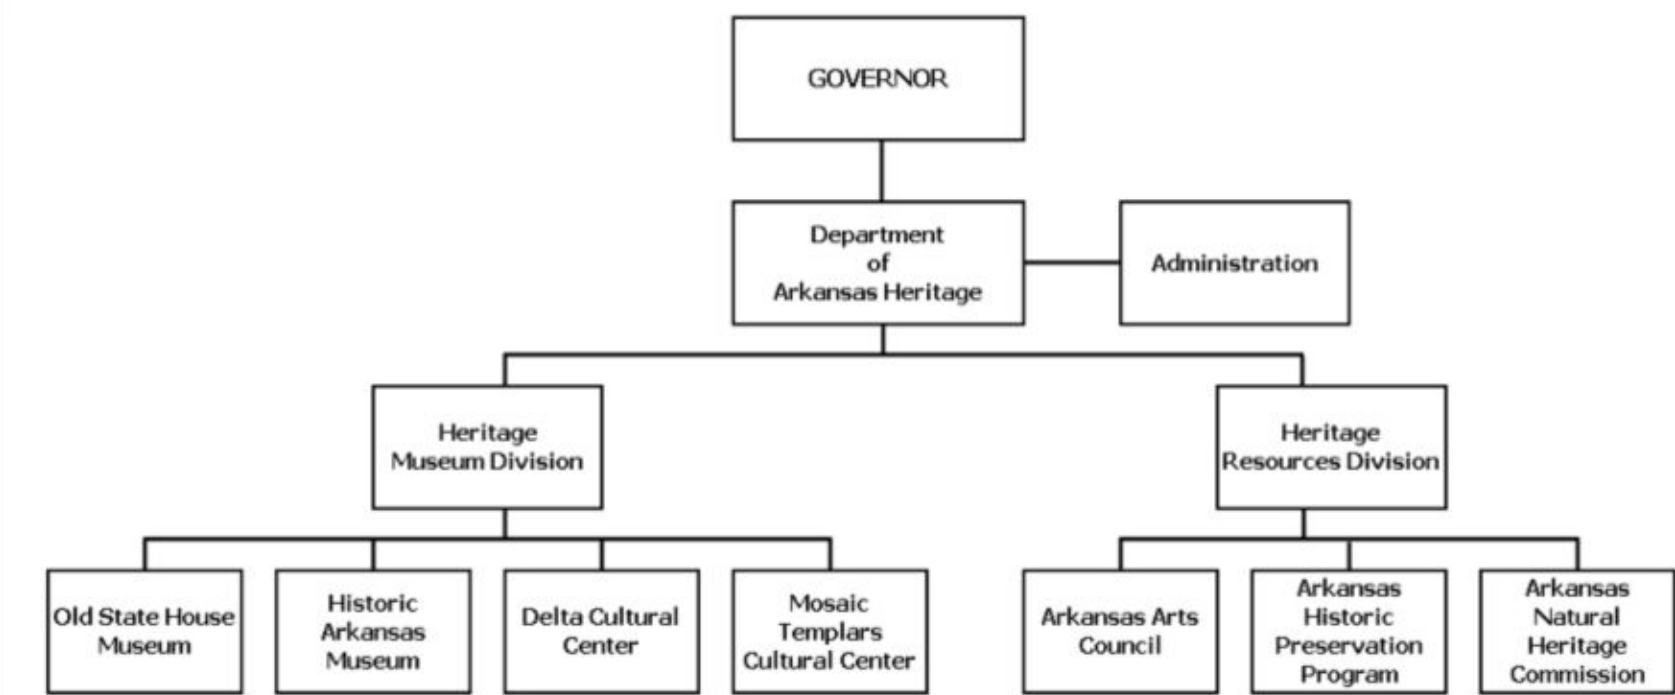 GOVERNOR
Department
of
Arkansas Heritage
Administration
Heritage
Museum Division
Heritage
Resources Division
Old State House
Museum
Historic
Arkansas
Museum
Delta Cultural
Center
Mosaic
Templars
Cultural Center
Arkansas Arts
Council
Arkansas
Historic
Preservation
Program
Arkansas
Natural
Heritage
Commission